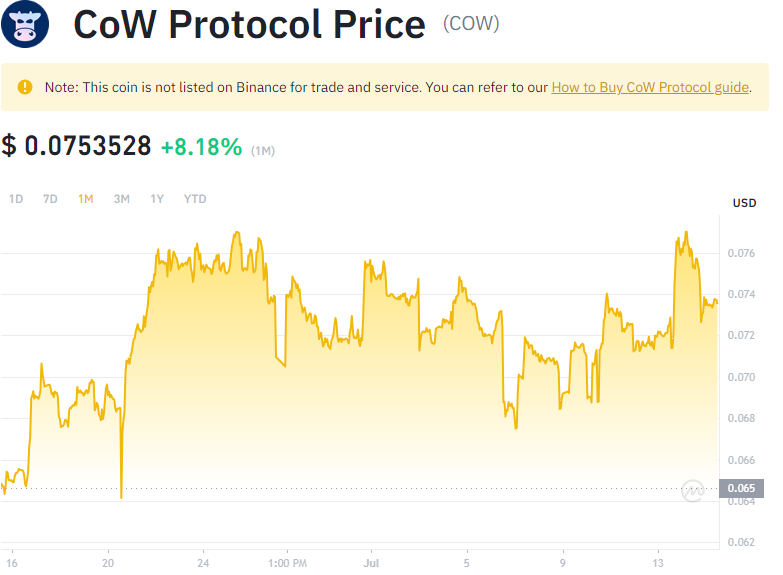 CoW Protocol Price (COW)
Note: This coin is not listed on Binance for trade and service. You can refer to our How to Buy CoW Protocol guide.
$ 0.0753528 +8.18% (1M)
1D 7D 1M 3M 1Y YTD
USD
0.076
0.074
0.072
0.070
0.068
0.066
0.065
0.064
0.062
16 20 24 1:00 PM Jul 5 9 13